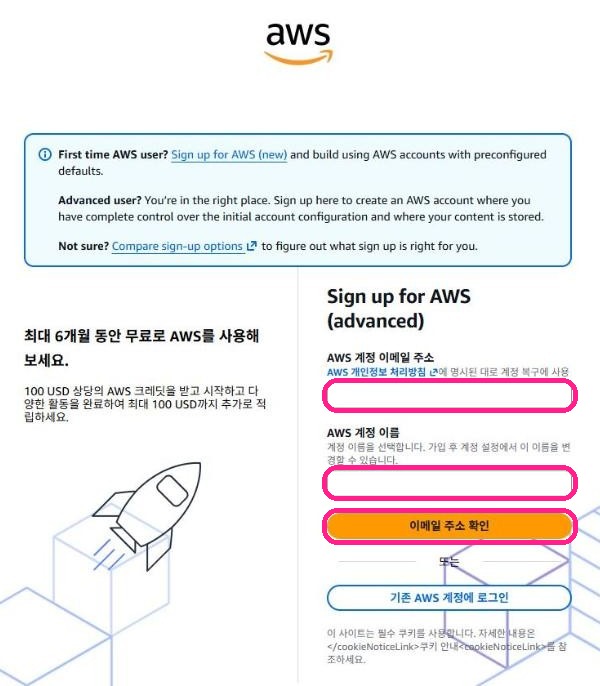 aws
First time AWS user? Sign up for AWS (new) and build using AWS accounts with preconfigured
defaults.
Advanced user? You're in the right place. Sign up here to create an AWS account where you
have complete control over the initial account configuration and where your content is stored.
Not sure? Compare sign-up options to figure out what sign up is right for you.
최대 6개월 동안 무료로 AWS를 사용해
보세요.
100 USD 상당의 AWS 크레딧을 받고 시작하고 다
양한 활동을 완료하여 최대 100 USD까지 추가로 적
립하세요.
Sign up for AWS
(advanced)
AWS 계정 이메일 주소
AWS 개인정보 처리방침에 명시된 대로 계정 복구에 사용
AWS 계정 이름
계정 이름을 선택합니다. 가입 후 계정 설정에서 이 이름을 변
경할 수 있습니다.
이메일 주소 확인
또는
기존 AWS 계정에 로그인
이 사이트는 필수 쿠키를 사용합니다. 자세한 내용은
</cookieNoticeLink>쿠키 안내<cookieNoticeLink>를 참
조하세요.